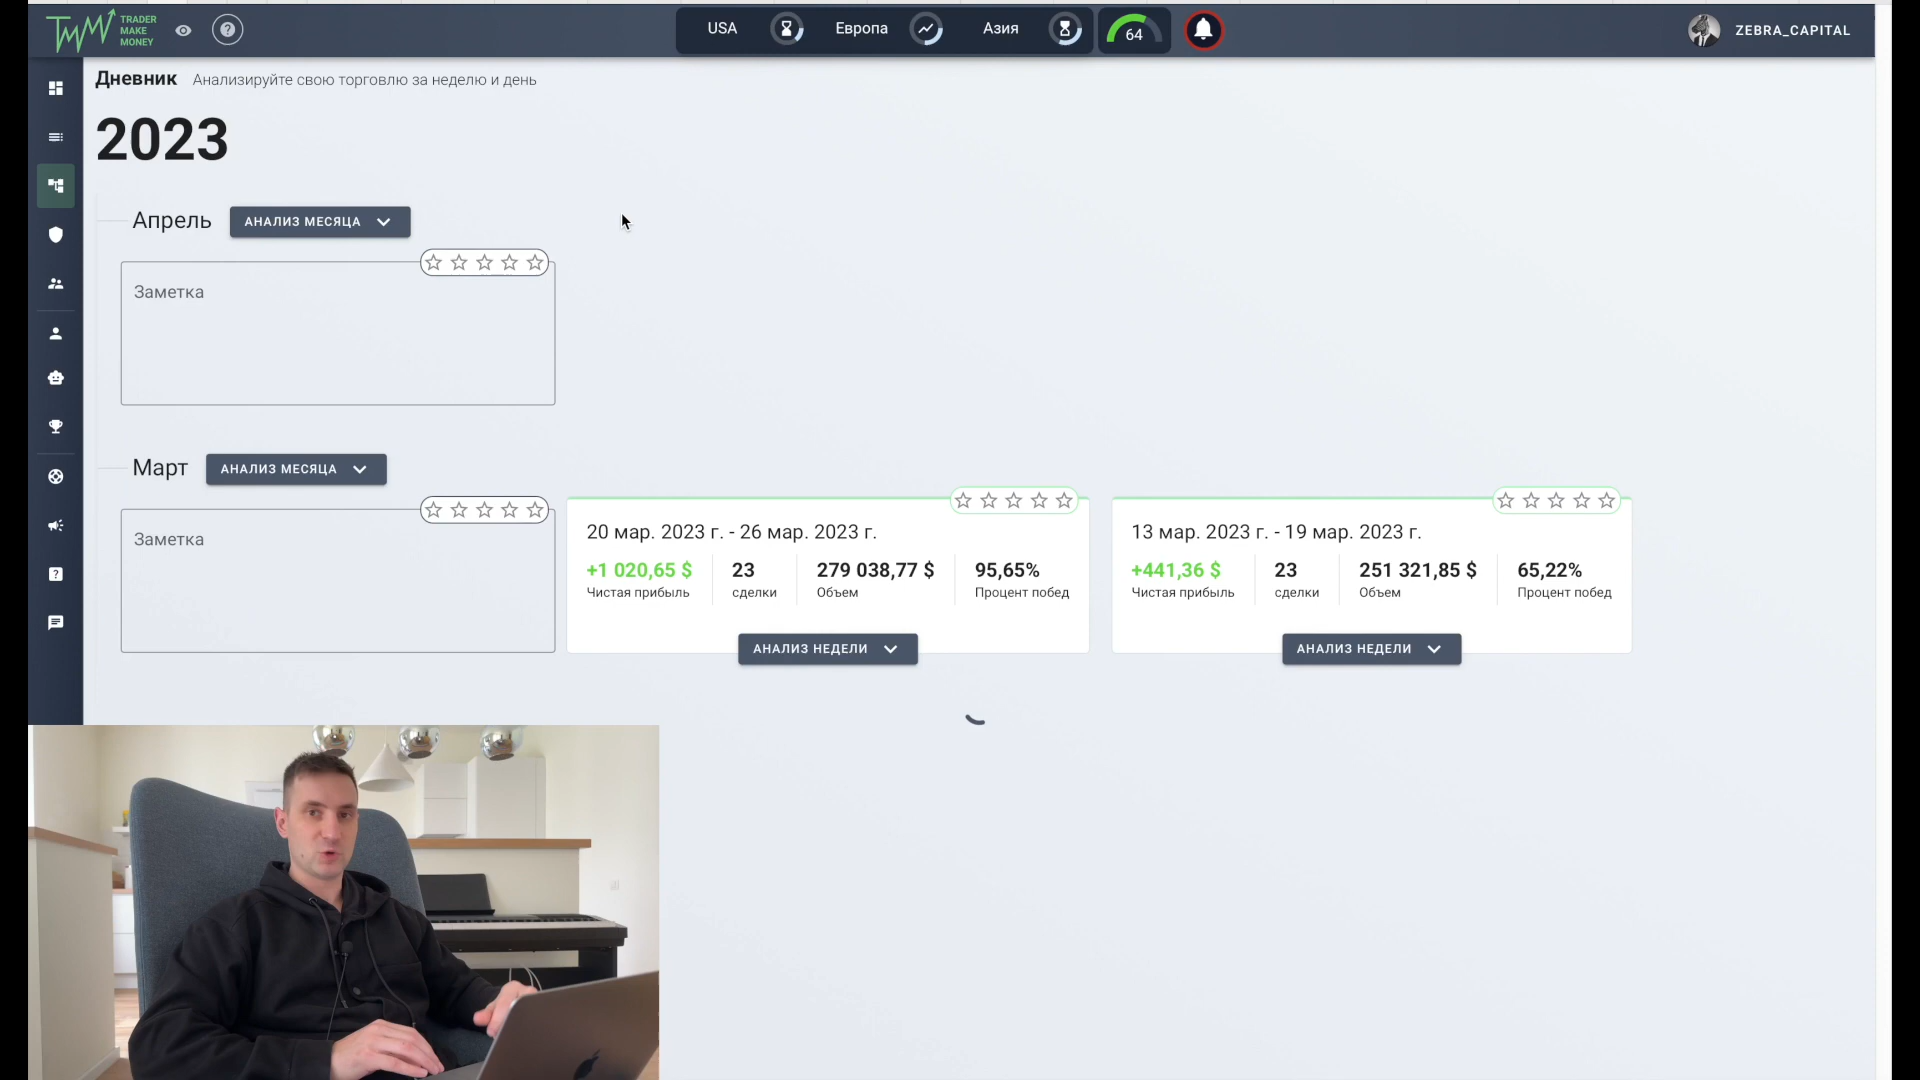 TMM TRADER MAKE MONEY
?
USA
Европа
Азия
64
ZEBRA_CAPITAL
Дневник Анализируйте свою торговлю за неделю и день
2023
Апрель
АНАЛИЗ МЕСЯЦА
Заметка
Март
АНАЛИЗ МЕСЯЦА
Заметка
20 мар. 2023 г. - 26 мар. 2023 г.
+1 020,65 $ 23 279 038,77 $ 95,65%
Чистая прибыль сделки Объем Процент побед
АНАЛИЗ НЕДЕЛИ
13 мар. 2023 г. - 19 мар. 2023 г.
+441,36 $ 23 251 321,85 $ 65,22%
Чистая прибыль сделки Объем Процент побед
АНАЛИЗ НЕДЕЛИ
?